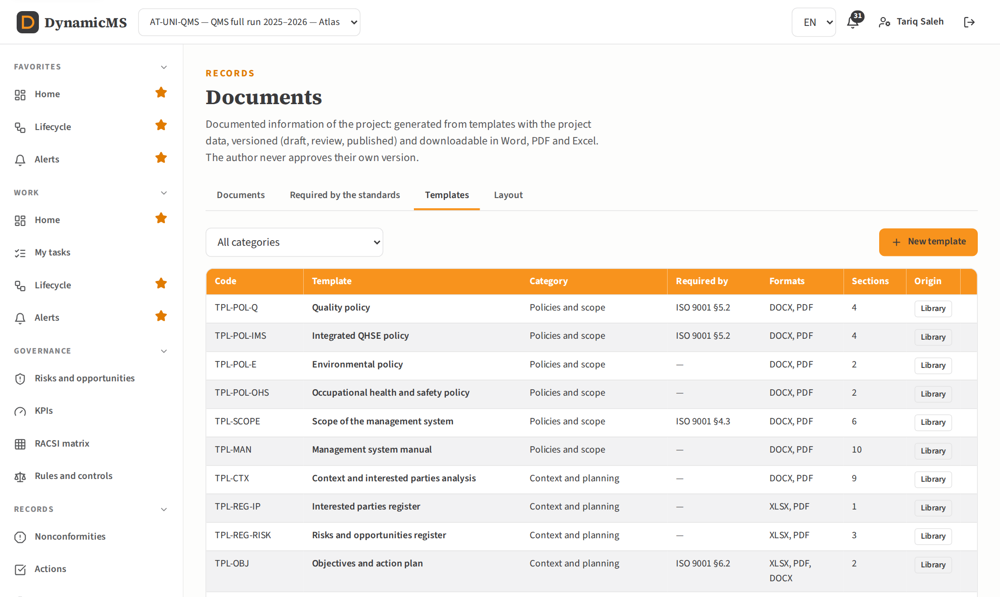 DynamicMS
AT-UNI-QMS — QMS full run 2025–2026 — Atlas
EN
31
Tariq Saleh
FAVORITES
Home
Lifecycle
Alerts
WORK
Home
My tasks
Lifecycle
Alerts
GOVERNANCE
Risks and opportunities
KPIs
RACSI matrix
Rules and controls
RECORDS
Nonconformities
Actions
RECORDS
Documents
Documented information of the project: generated from templates with the project
data, versioned (draft, review, published) and downloadable in Word, PDF and Excel.
The author never approves their own version.
Documents Required by the standards Templates Layout
All categories
+ New template
Code Template Category Required by Formats Sections Origin
TPL-POL-Q Quality policy Policies and scope ISO 9001 §5.2 DOCX, PDF 4 Library
TPL-POL-IMS Integrated QHSE policy Policies and scope ISO 9001 §5.2 DOCX, PDF 4 Library
TPL-POL-E Environmental policy Policies and scope — DOCX, PDF 2 Library
TPL-POL-OHS Occupational health and safety policy Policies and scope — DOCX, PDF 2 Library
TPL-SCOPE Scope of the management system Policies and scope ISO 9001 §4.3 DOCX, PDF 6 Library
TPL-MAN Management system manual Policies and scope — DOCX, PDF 10 Library
TPL-CTX Context and interested parties analysis Context and planning — DOCX, PDF 9 Library
TPL-REG-IP Interested parties register Context and planning — XLSX, PDF 1 Library
TPL-REG-RISK Risks and opportunities register Context and planning — XLSX, PDF 3 Library
TPL-OBJ Objectives and action plan Context and planning ISO 9001 §6.2 XLSX, PDF, 2 Library
DOCX